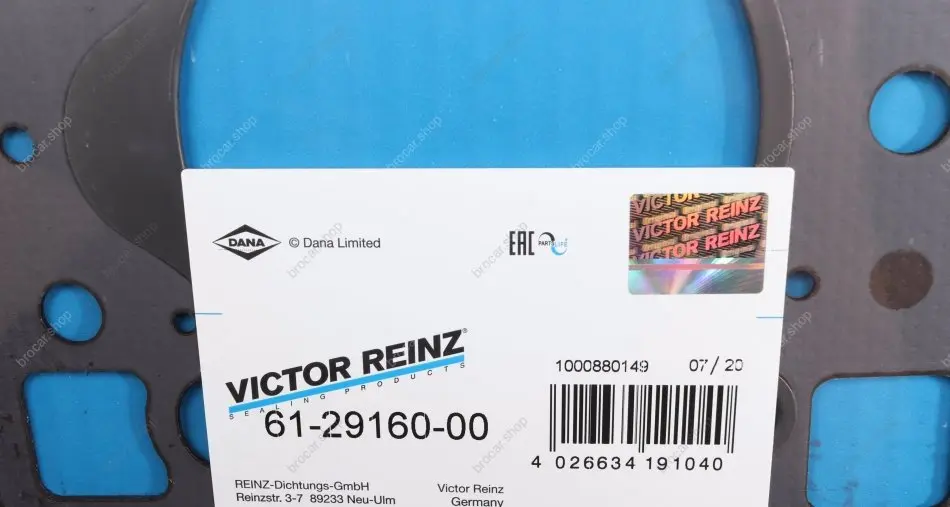 DANA © Dana Limited
EAC PARTSLIFE
VICTOR REINZ
VICTOR REINZ
VICTOR REINZ
VICTOR REINZ®
SEALING PRODUCTS
61-29160-00
1000880149 07/20
4 026634 191040
REINZ-Dichtungs-GmbH
Reinzstr. 3-7 89233 Neu-Ulm
Victor Reinz
Germany
brocar.shop